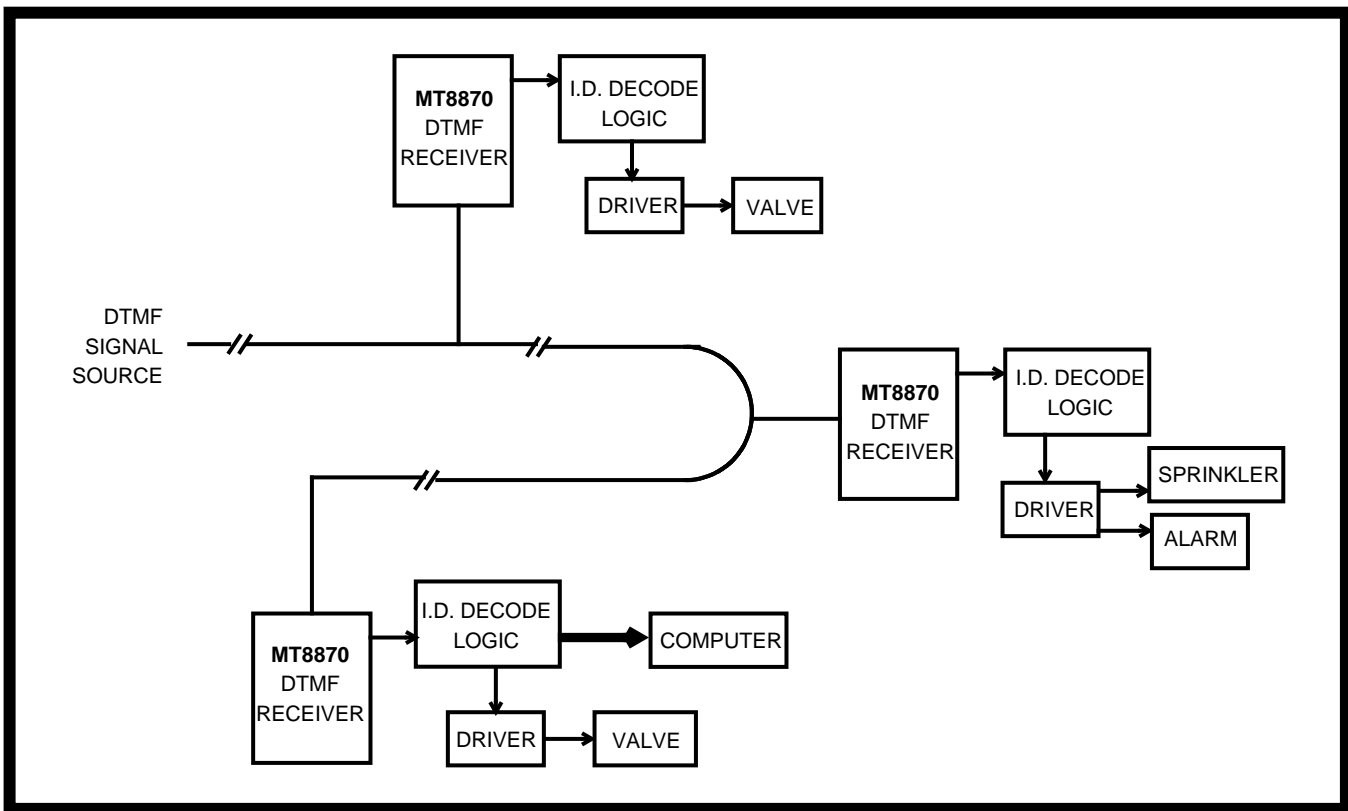 MT8870
DTMF
RECEIVER
I.D. DECODE
LOGIC
DRIVER
VALVE
DTMF
SIGNAL
SOURCE
MT8870
DTMF
RECEIVER
I.D. DECODE
LOGIC
DRIVER
SPRINKLER
ALARM
MT8870
DTMF
RECEIVER
I.D. DECODE
LOGIC
COMPUTER
DRIVER
VALVE